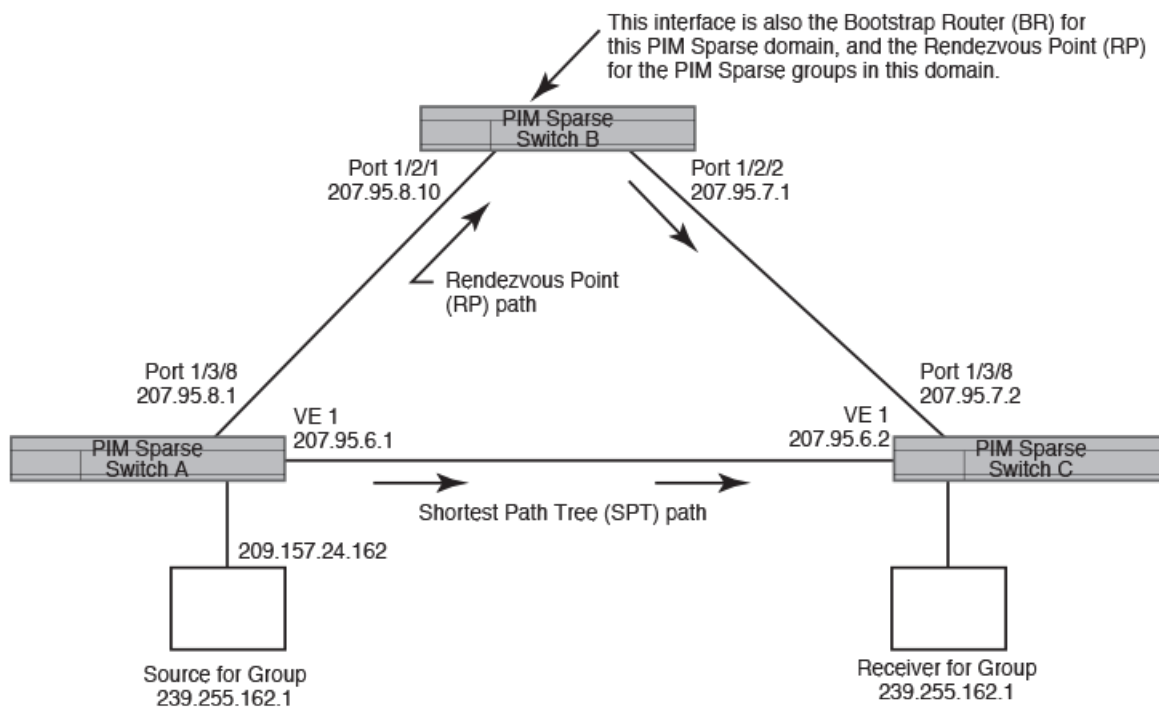 This interface is also the Bootstrap Router (BR) for
this PIM Sparse domain, and the Rendezvous Point (RP)
for the PIM Sparse groups in this domain.
PIM Sparse
Switch B
Port 1/2/1
207.95.8.10
Port 1/2/2
207.95.7.1
Rendezvous Point
(RP) path
Port 1/3/8
207.95.8.1
Port 1/3/8
207.95.7.2
VE 1
207.95.6.1
VE 1
207.95.6.2
PIM Sparse
Switch A
PIM Sparse
Switch C
Shortest Path Tree (SPT) path
209.157.24.162
Source for Group
239.255.162.1
Receiver for Group
239.255.162.1